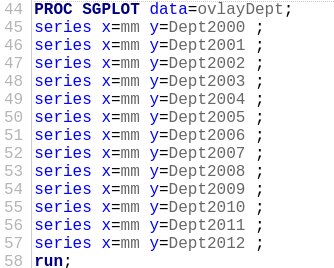 44 PROC SGPLOT data=ovlayDept;
45 series x=mm y=Dept2000 ;
46 series x=mm y=Dept2001 ;
47 series x=mm y=Dept2002 ;
48 series x=mm y=Dept2003 ;
49 series x=mm y=Dept2004 ;
50 series x=mm y=Dept2005 ;
51 series x=mm y=Dept2006 ;
52 series x=mm y=Dept2007 ;
53 series x=mm y=Dept2008 ;
54 series x=mm y=Dept2009 ;
55 series x=mm y=Dept2010 ;
56 series x=mm y=Dept2011 ;
57 series x=mm y=Dept2012 ;
58 run;